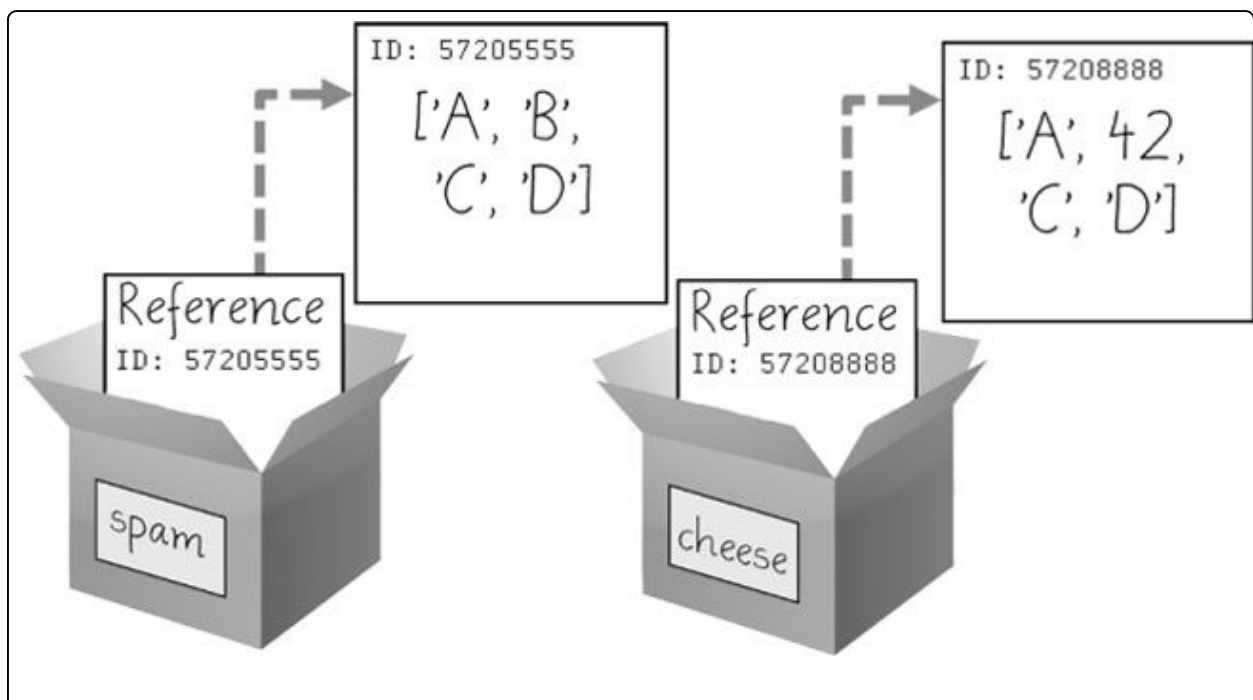 ID: 57205555
['A', 'B',
'C', 'D']
Reference
ID: 57205555
spam
ID: 57208888
['A', 42,
'C', 'D']
Reference
ID: 57208888
cheese